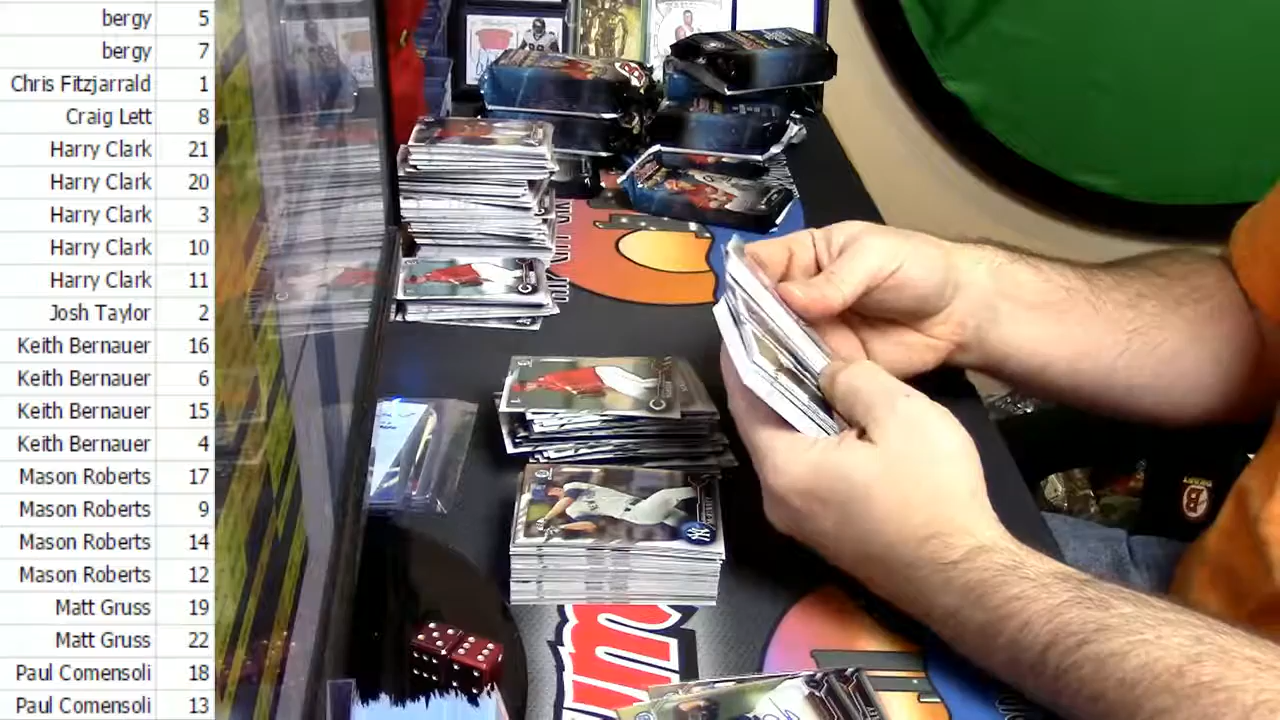 bergy 5
bergy 7
Chris Fitzjarrald 1
Craig Lett 8
Harry Clark 21
Harry Clark 20
Harry Clark 3
Harry Clark 10
Harry Clark 11
Josh Taylor 2
Keith Bernauer 16
Keith Bernauer 6
Keith Bernauer 15
Keith Bernauer 4
Mason Roberts 17
Mason Roberts 9
Mason Roberts 14
Mason Roberts 12
Matt Gruss 19
Matt Gruss 22
Paul Comensoli 18
Paul Comensoli 13